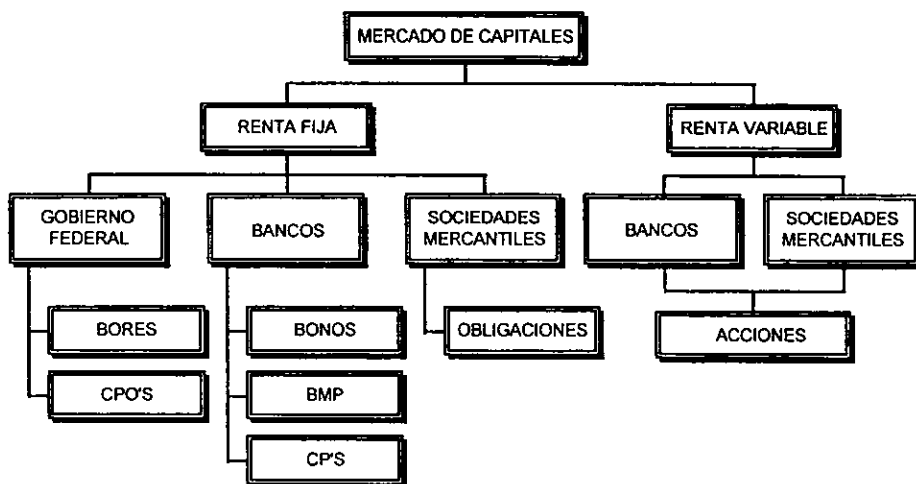 MERCADO DE CAPITALES
RENTA FIJA
RENTA VARIABLE
GOBIERNO
FEDERAL
BANCOS
SOCIEDADES
MERCANTILES
BANCOS
SOCIEDADES
MERCANTILES
BORES
BONOS
OBLIGACIONES
ACCIONES
CPO'S
BMP
CP'S